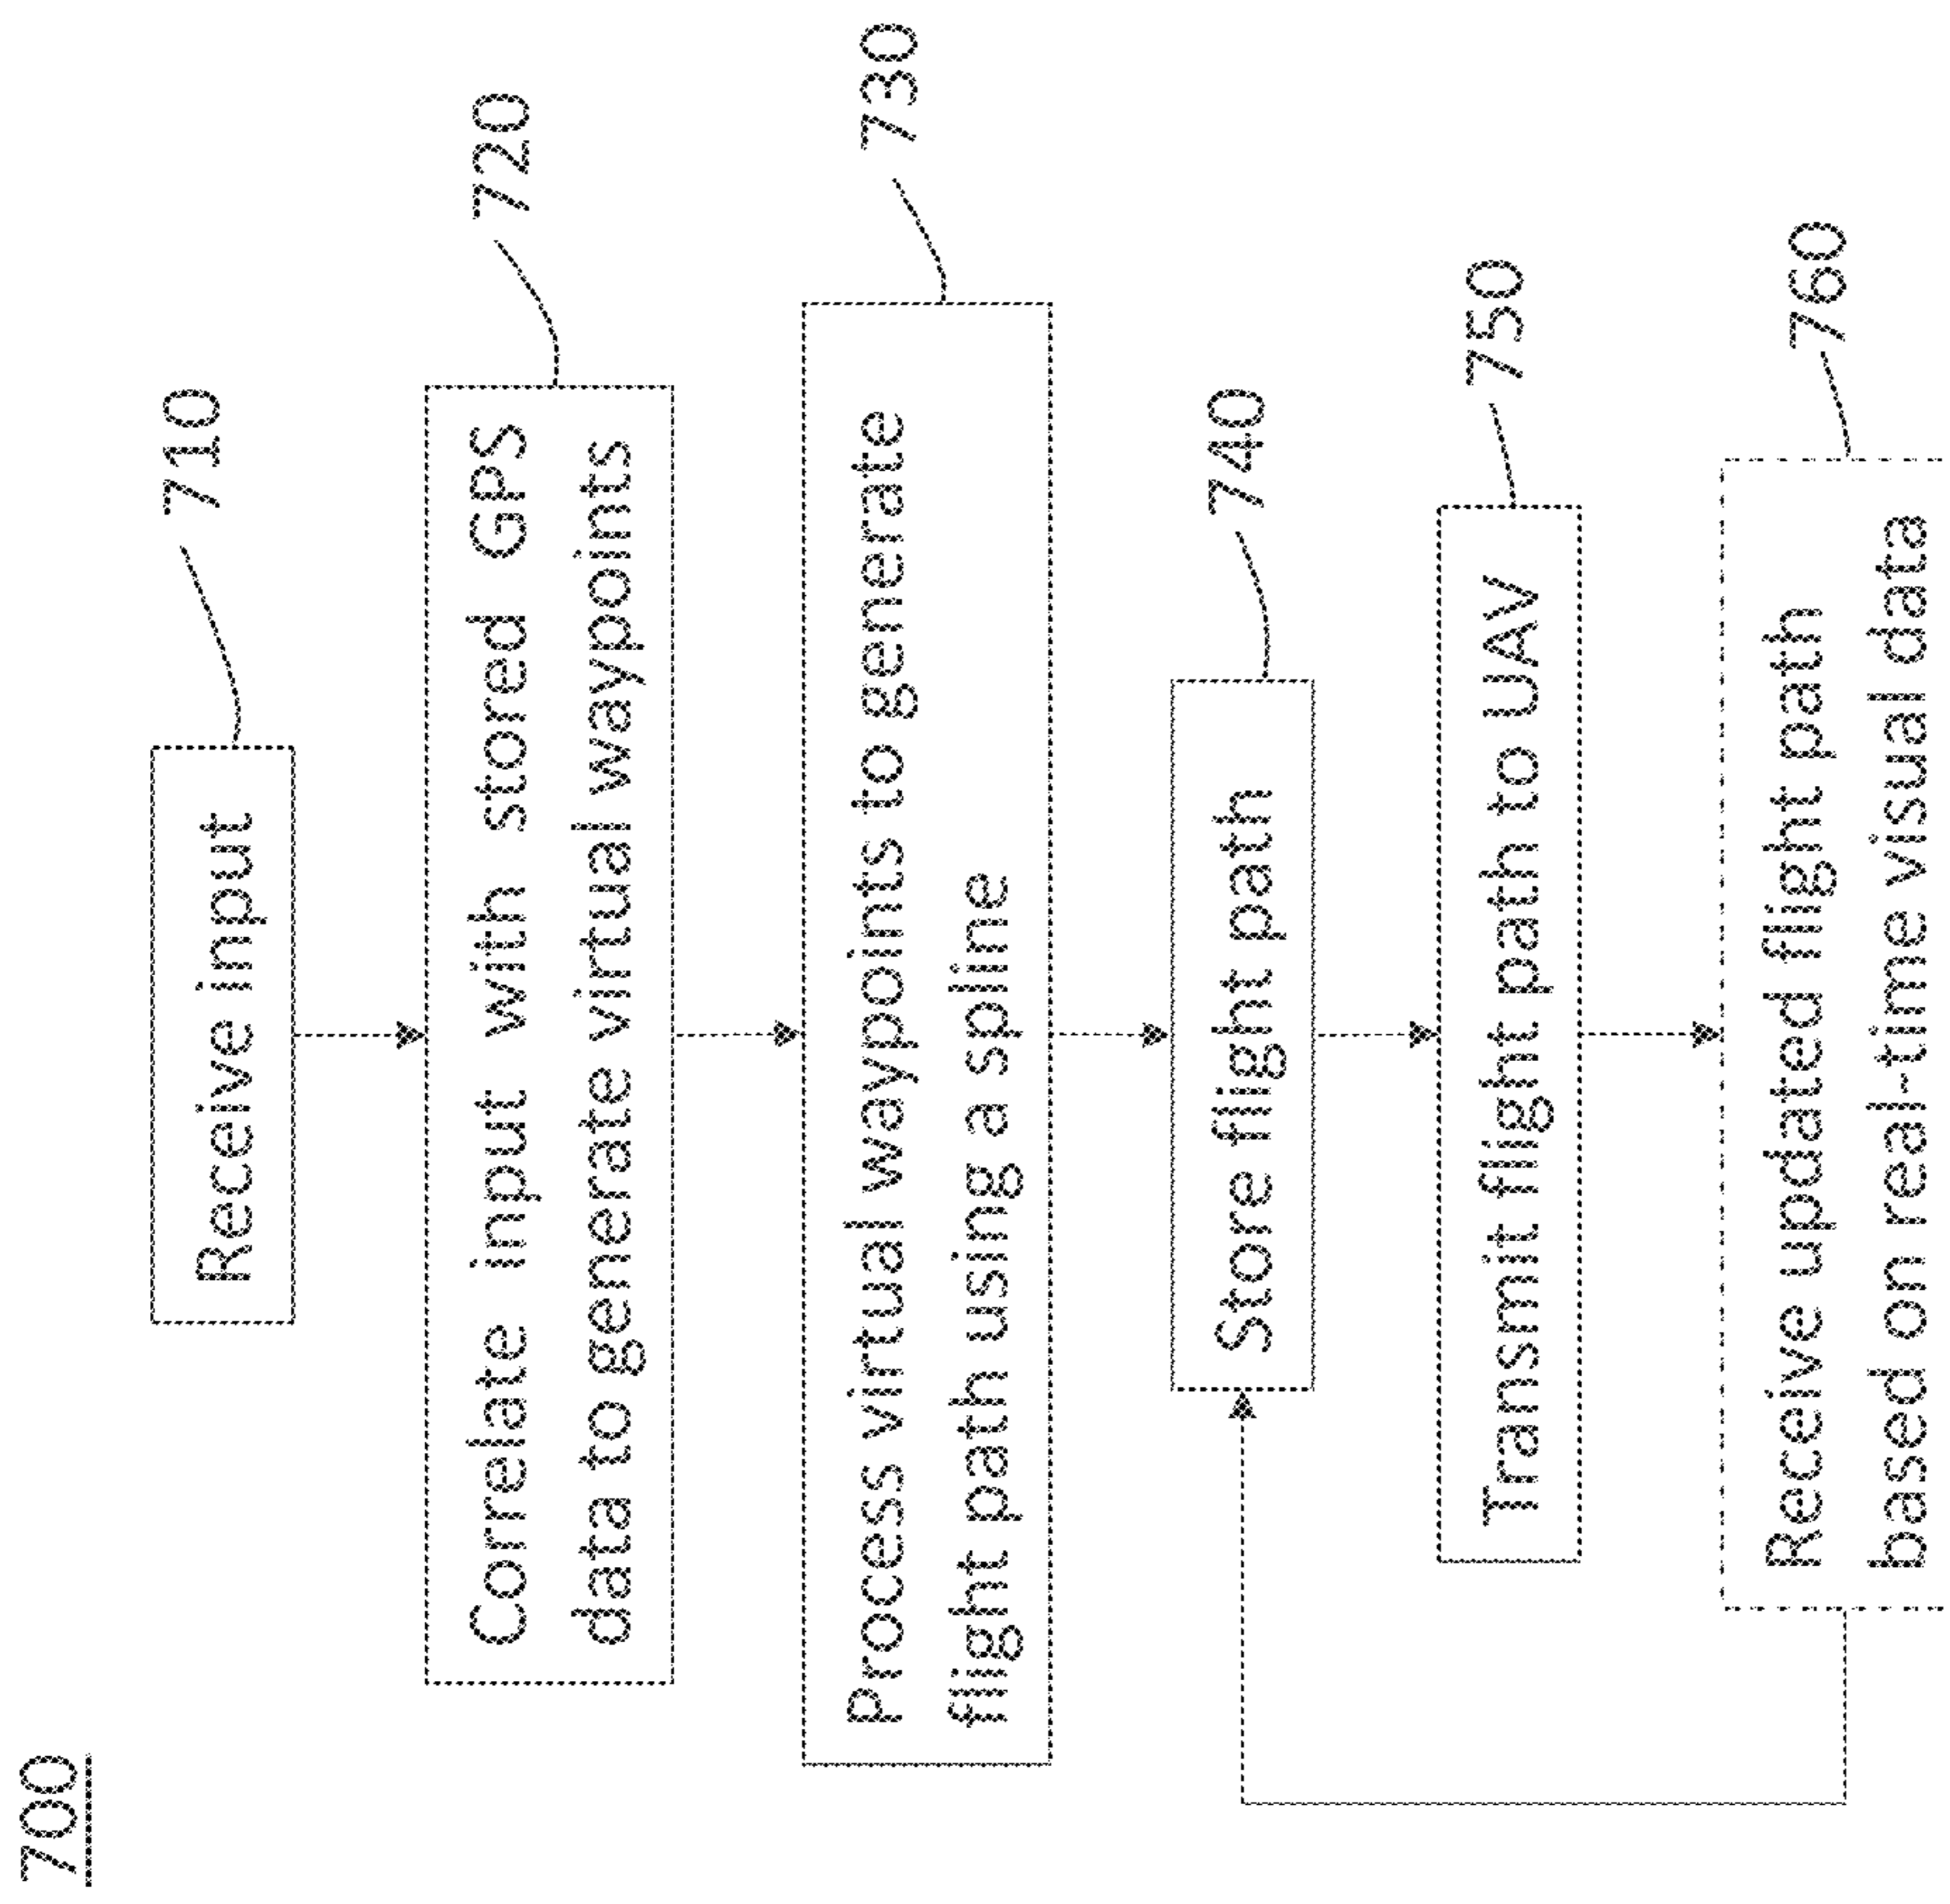 700
Receive input
710
Correlate input with stored GPS
data to generate virtual waypoints
720
Process virtual waypoints to generate
flight path using a spline
730
Store flight path
740
Transmit flight path to UAV
750
Receive updated flight path
based on real-time visual data
760